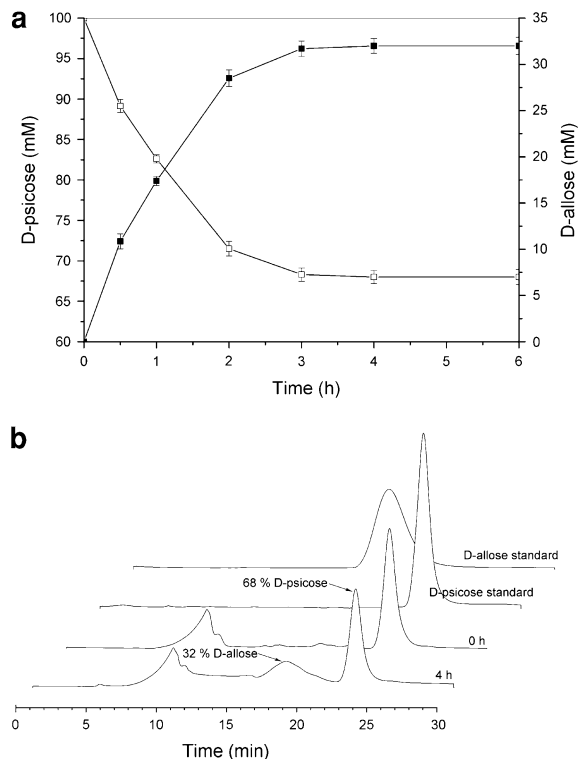 a
100
95
90
85
80
75
70
65
60
D-psicose (mM)
35
30
25
20
15
10
5
0
D-allose (mM)
0 1 2 3 4 5 6
Time (h)
b
D-allose standard
68 % D-psicose
D-psicose standard
0 h
32 % D-allose
4 h
0 5 10 15 20 25 30
Time (min)